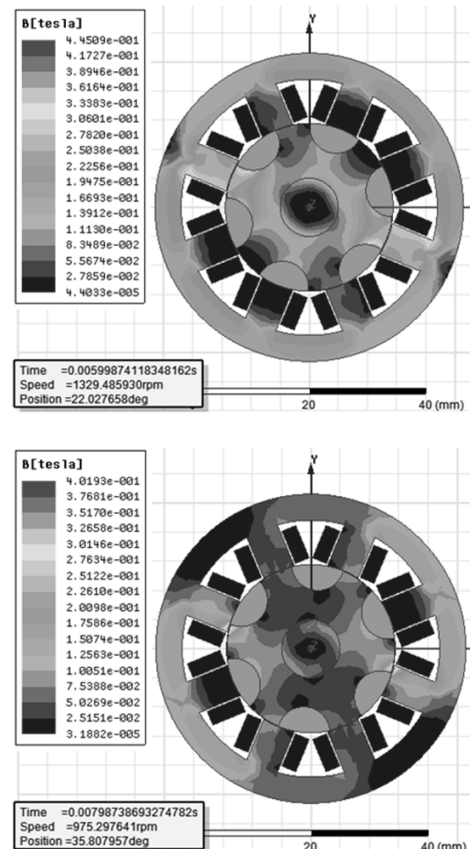 B[tesla]
4.4509e-001
4.1727e-001
3.8946e-001
3.6164e-001
3.3383e-001
3.0601e-001
2.7820e-001
2.5038e-001
2.2256e-001
1.9475e-001
1.6693e-001
1.3912e-001
1.1130e-001
8.3489e-002
5.5674e-002
2.7859e-002
4.4033e-005
Y
Time =0.00599874118348162s
Speed =1329.485930rpm
Position =22.027658deg
20 40 (mm)
B[tesla]
4.0193e-001
3.7681e-001
3.5170e-001
3.2658e-001
3.0146e-001
2.7634e-001
2.5122e-001
2.2610e-001
2.0098e-001
1.7586e-001
1.5074e-001
1.2563e-001
1.0051e-001
7.5388e-002
5.0269e-002
2.5151e-002
3.1882e-005
Y
Time =0.00798738693274782s
Speed =975.297641rpm
Position =35.807957deg
20 40 (mm)